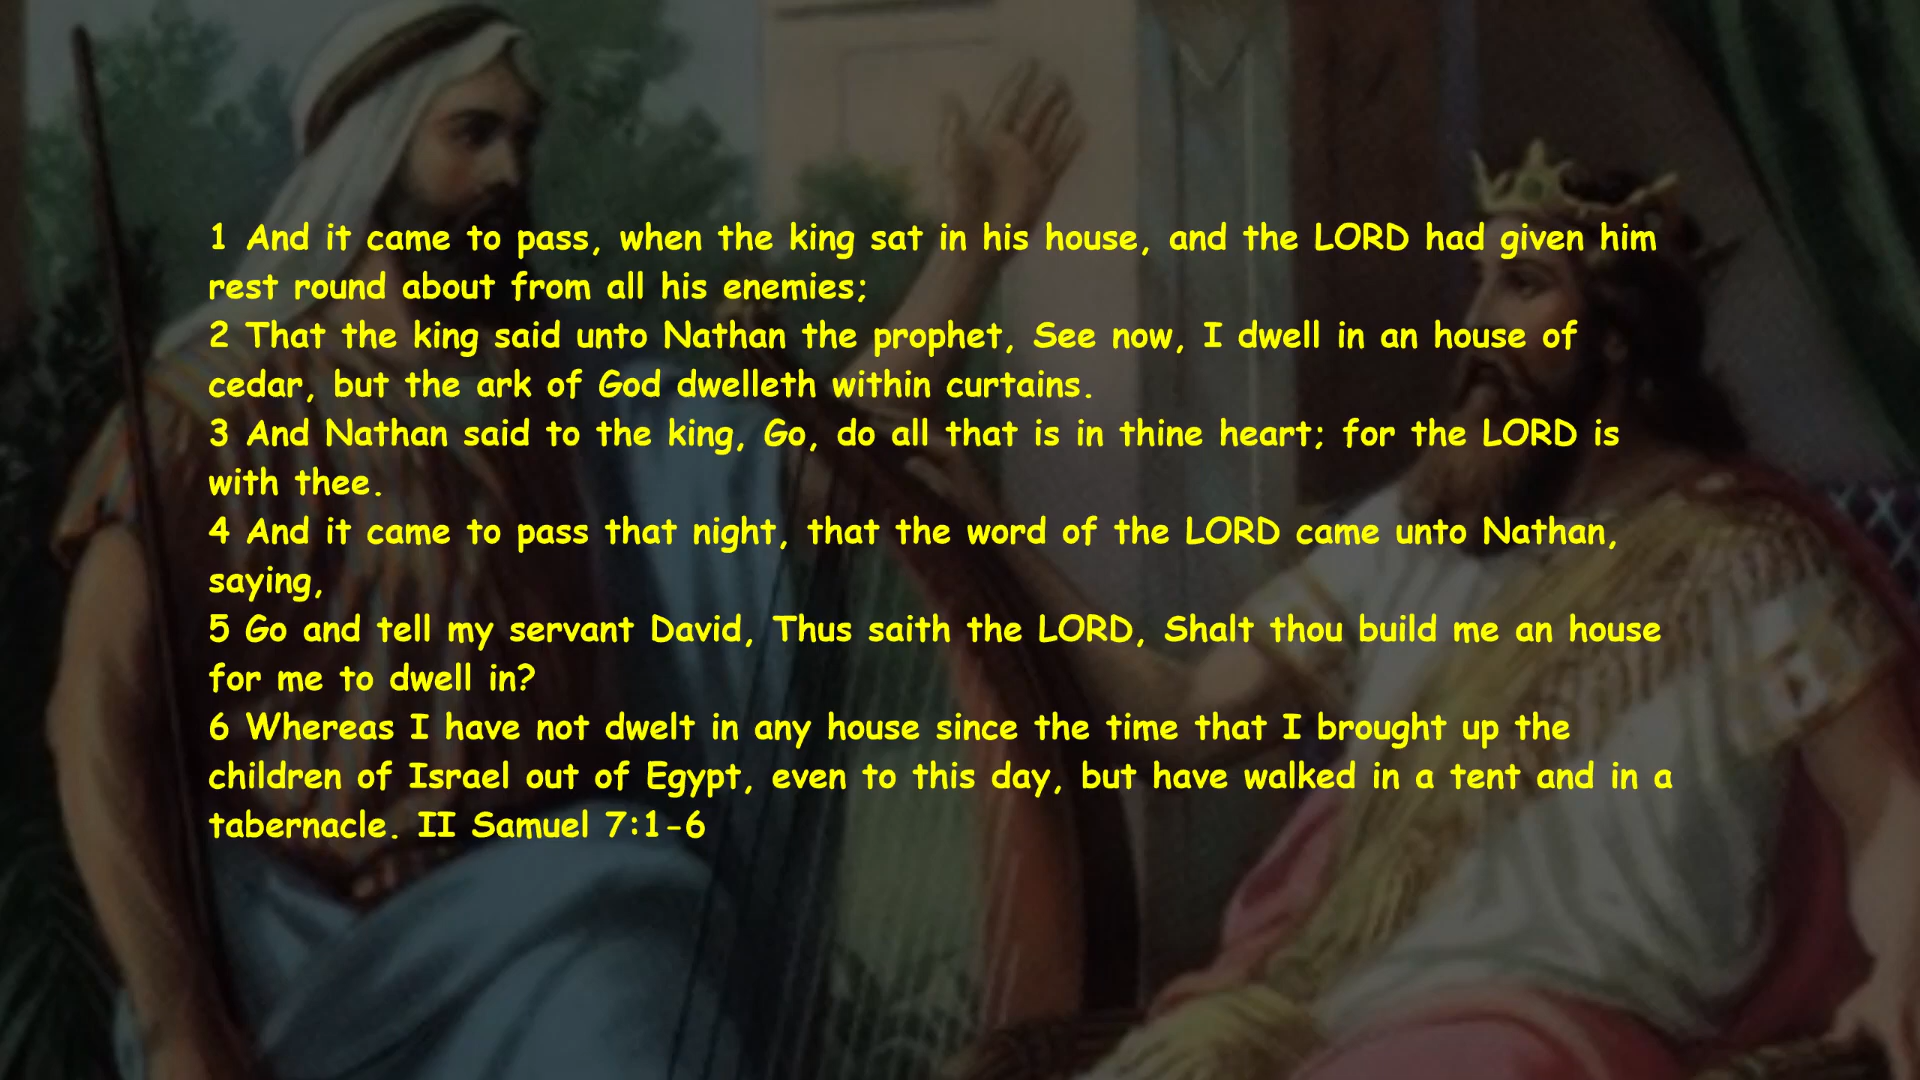 1 And it came to pass, when the king sat in his house, and the LORD had given him
rest round about from all his enemies;
2 That the king said unto Nathan the prophet, See now, I dwell in an house of
cedar, but the ark of God dwelleth within curtains.
3 And Nathan said to the king, Go, do all that is in thine heart; for the LORD is
with thee.
4 And it came to pass that night, that the word of the LORD came unto Nathan,
saying,
5 Go and tell my servant David, Thus saith the LORD, Shalt thou build me an house
for me to dwell in?
6 Whereas I have not dwelt in any house since the time that I brought up the
children of Israel out of Egypt, even to this day, but have walked in a tent and in a
tabernacle. II Samuel 7:1-6